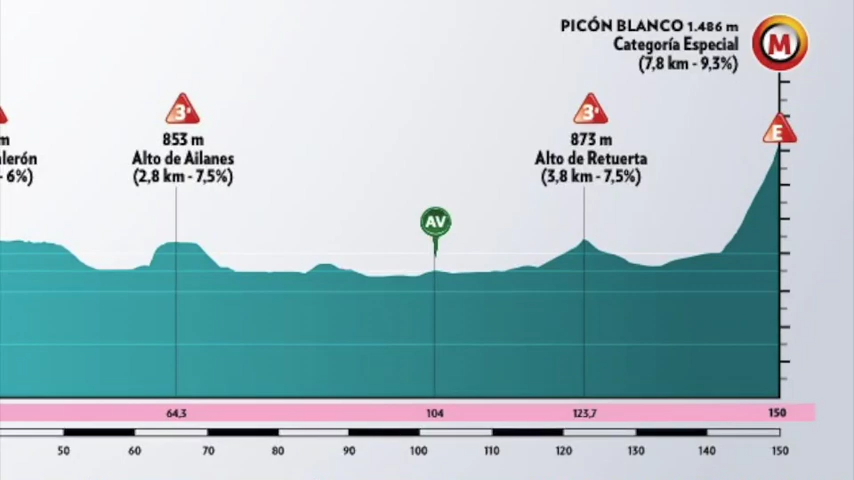 PICÓN BLANCO 1.486 m
Categoría Especial
(7,8 km - 9,3%)
M
3ª
3ª
E
m
853 m
873 m
lerón
Alto de Ailanes
Alto de Retuerta
- 6%)
(2,8 km - 7,5%)
(3,8 km - 7,5%)
AV
64,3
104
123,7
150
50
60
70
80
90
100
110
120
130
140
150